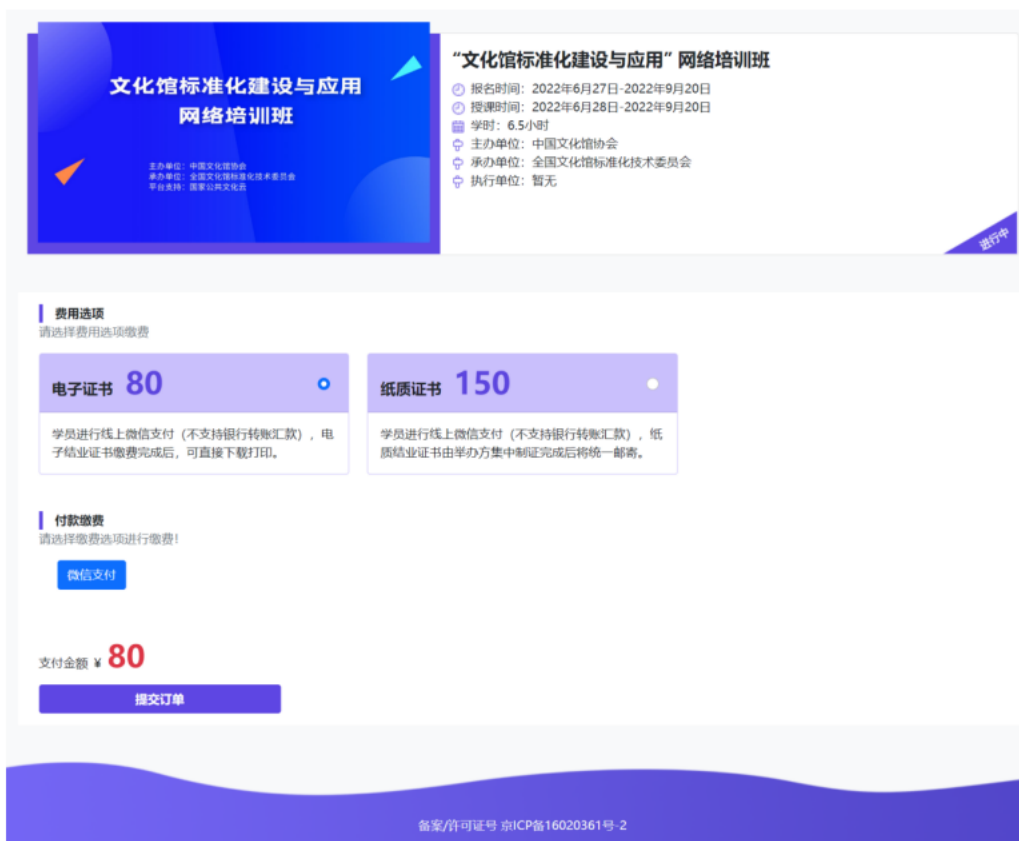 文化馆标准化建设与应用
网络培训班
主办单位：中国文化馆协会
承办单位：全国文化馆标准化技术委员会
平台支持：国家公共文化云
“文化馆标准化建设与应用” 网络培训班
报名时间：2022年6月27日-2022年9月20日
授课时间：2022年6月28日-2022年9月20日
学时：6.5小时
主办单位：中国文化馆协会
承办单位：全国文化馆标准化技术委员会
执行单位：暂无
进行中
费用选项
请选择费用选项缴费
电子证书 80
学员进行线上微信支付（不支持银行转账汇款），电
子结业证书缴费完成后，可直接下载打印。
纸质证书 150
学员进行线上微信支付（不支持银行转账汇款），纸
质结业证书由举办方集中制证完成后将统一邮寄。
付款缴费
请选择缴费选项进行缴费！
微信支付
支付金额 ¥ 80
提交订单
备案/许可证号 京ICP备16020361号-2